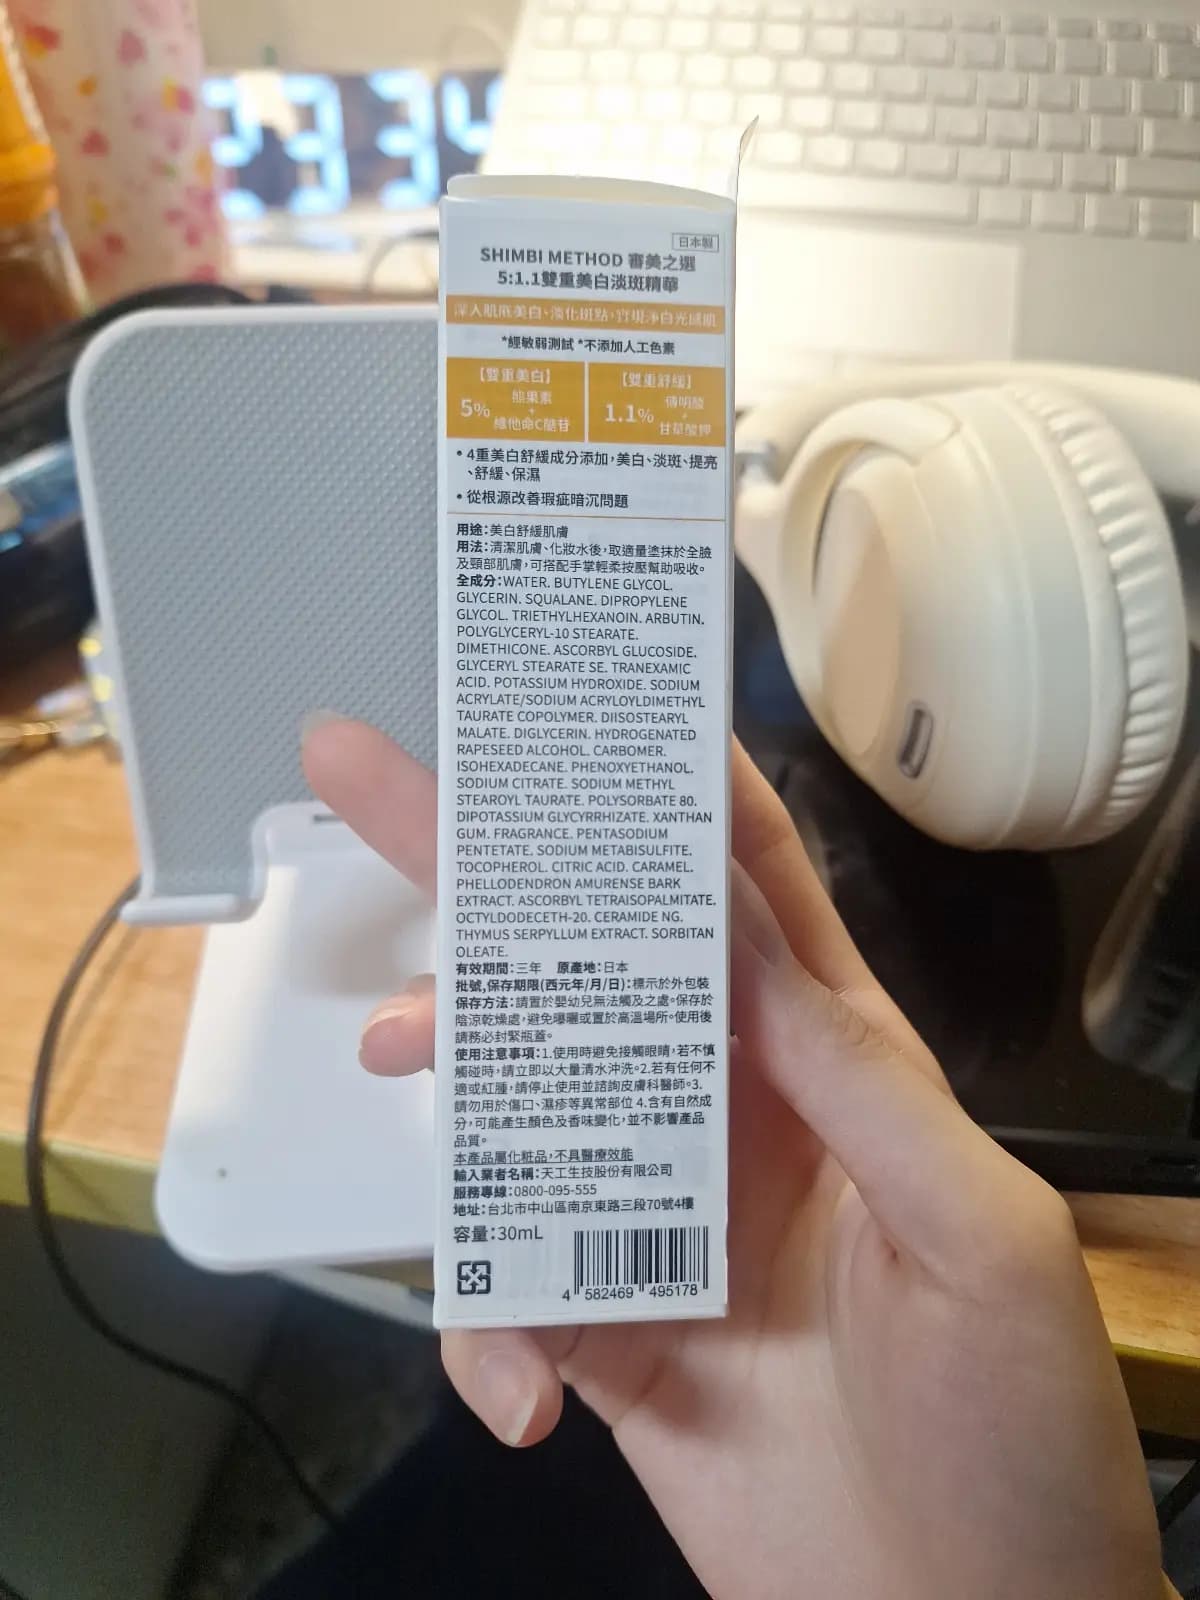 日本製
SHIMBI METHOD 審美之選
5:1.1雙重美白淡斑精華
深入肌底美白、淡化斑點,實現淨白光感肌
*經敏弱測試 *不添加人工色素
【雙重美白】
5% 熊果素 + 維他命C醣苷
【雙重舒緩】
1.1% 傳明酸 + 甘草酸鉀
• 4重美白舒緩成分添加,美白、淡斑、提亮
、舒緩、保濕
• 從根源改善瑕疵暗沉問題
用途:美白舒緩肌膚
用法:清潔肌膚、化妝水後,取適量塗抹於全臉
及頸部肌膚,可搭配手掌輕柔按壓幫助吸收。
全成分:WATER. BUTYLENE GLYCOL.
GLYCERIN. SQUALANE. DIPROPYLENE
GLYCOL. TRIETHYLHEXANOIN. ARBUTIN.
POLYGLYCERYL-10 STEARATE.
DIMETHICONE. ASCORBYL GLUCOSIDE.
GLYCERYL STEARATE SE. TRANEXAMIC
ACID. POTASSIUM HYDROXIDE. SODIUM
ACRYLATE/SODIUM ACRYLOYLDIMETHYL
TAURATE COPOLYMER. DIISOSTEARYL
MALATE. DIGLYCERIN. HYDROGENATED
RAPESEED ALCOHOL. CARBOMER.
ISOHEXADECANE. PHENOXYETHANOL.
SODIUM CITRATE. SODIUM METHYL
STEAROYL TAURATE. POLYSORBATE 80.
DIPOTASSIUM GLYCYRRHIZATE. XANTHAN
GUM. FRAGRANCE. PENTASODIUM
PENTETATE. SODIUM METABISULFITE.
TOCOPHEROL. CITRIC ACID. CARAMEL.
PHELLODENDRON AMURENSE BARK
EXTRACT. ASCORBYL TETRAISOPALMITATE.
OCTYLDODECETH-20. CERAMIDE NG.
THYMUS SERPYLLUM EXTRACT. SORBITAN
OLEATE.
有效期間:三年 原產地:日本
批號,保存期限(西元年/月/日):標示於外包裝
保存方法:請置於嬰幼兒無法觸及之處。保存於
陰涼乾燥處,避免曝曬或置於高溫場所。使用後
請務必封緊瓶蓋。
使用注意事項:1.使用時避免接觸眼睛,若不慎
觸碰時,請立即以大量清水沖洗。2.若有任何不
適或紅腫,請停止使用並諮詢皮膚科醫師。3.
請勿用於傷口、濕疹等異常部位 4.含有自然成
分,可能產生顏色及香味變化,並不影響產品
品質。
本產品屬化粧品,不具醫療效能
輸入業者名稱:天工生技股份有限公司
服務專線:0800-095-555
地址:台北市中山區南京東路三段70號4樓
容量:30mL
4 582469 495178